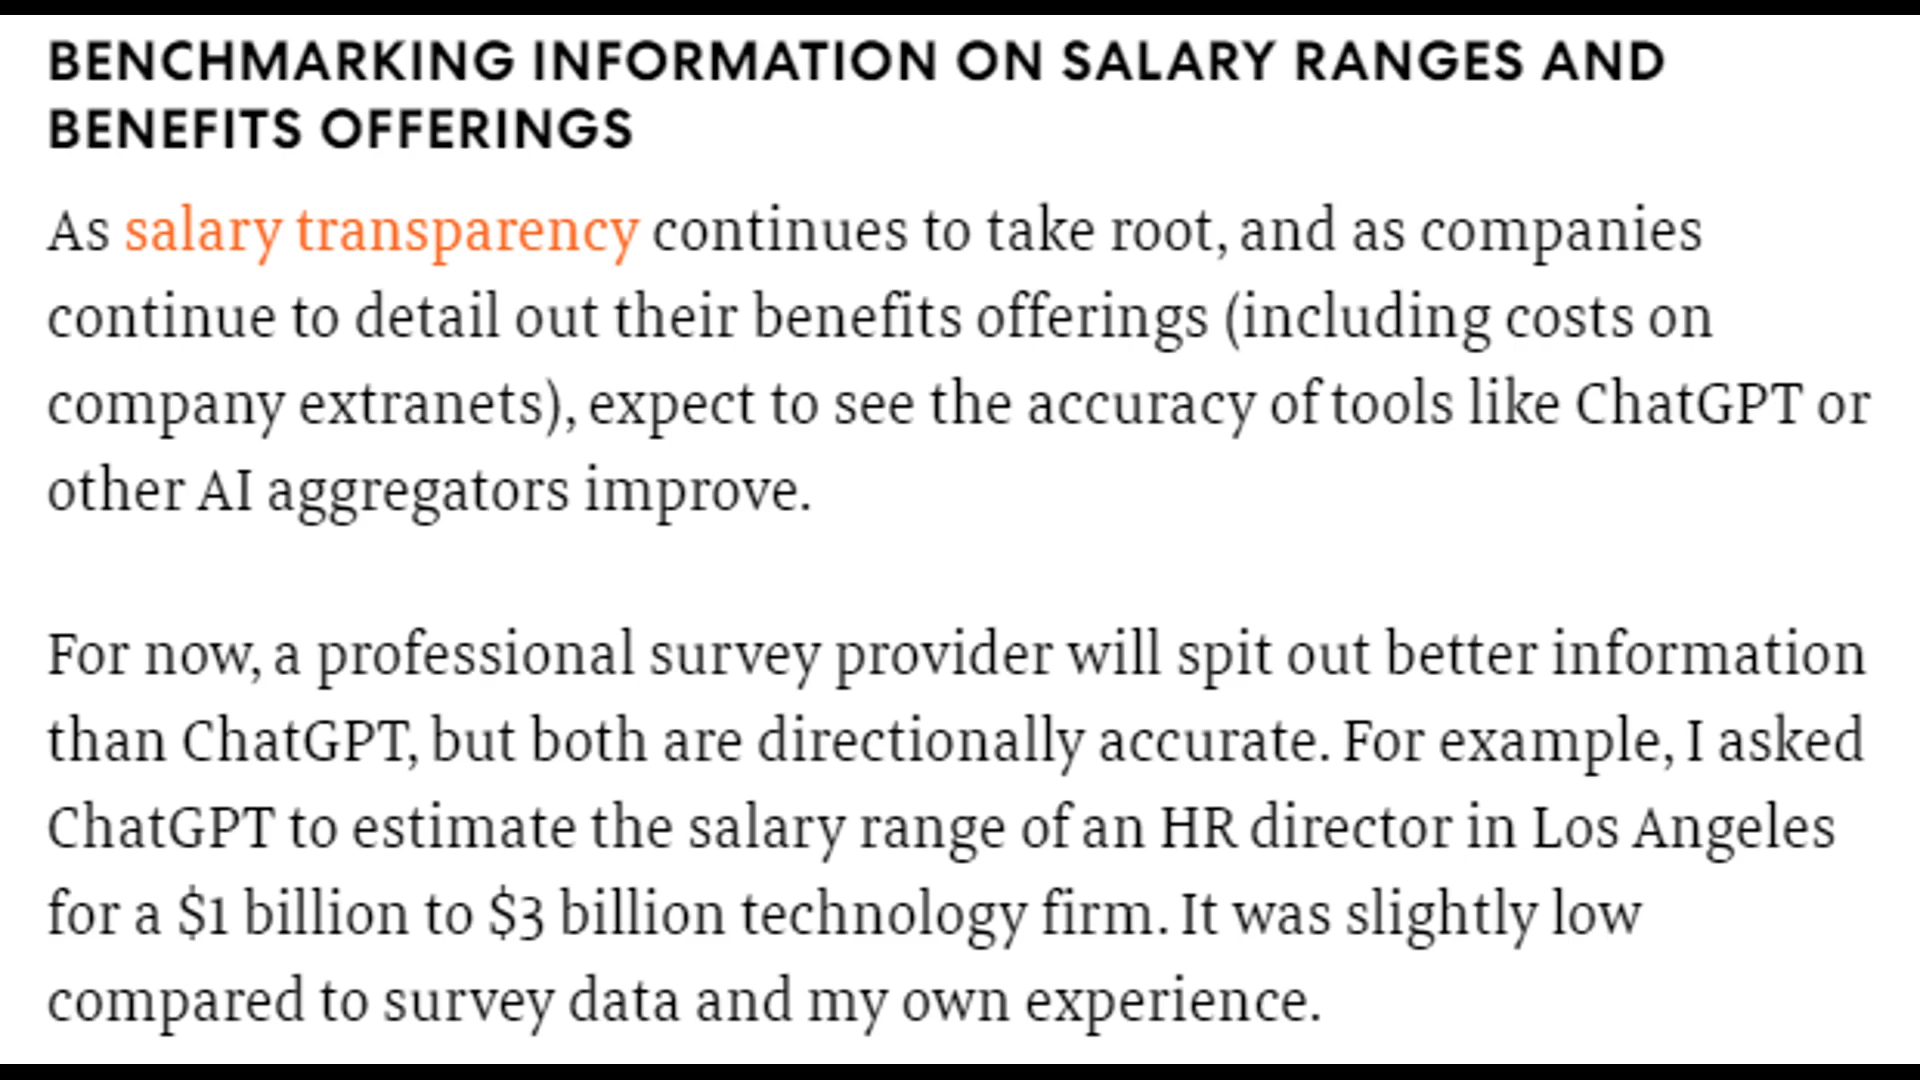 BENCHMARKING INFORMATION ON SALARY RANGES AND
BENEFITS OFFERINGS
As salary transparency continues to take root, and as companies
continue to detail out their benefits offerings (including costs on
company extranets), expect to see the accuracy of tools like ChatGPT or
other AI aggregators improve.
For now, a professional survey provider will spit out better information
than ChatGPT, but both are directionally accurate. For example, I asked
ChatGPT to estimate the salary range of an HR director in Los Angeles
for a $1 billion to $3 billion technology firm. It was slightly low
compared to survey data and my own experience.